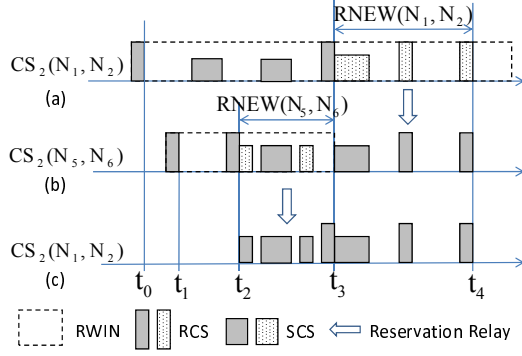 RNEW(N₁, N₂)
CS₂(N₁, N₂)
(a)
RNEW(N₅, N₆)
CS₂(N₅, N₆)
(b)
CS₂(N₁, N₂)
(c)
t₀ t₁ t₂ t₃ t₄
RWIN RCS SCS Reservation Relay